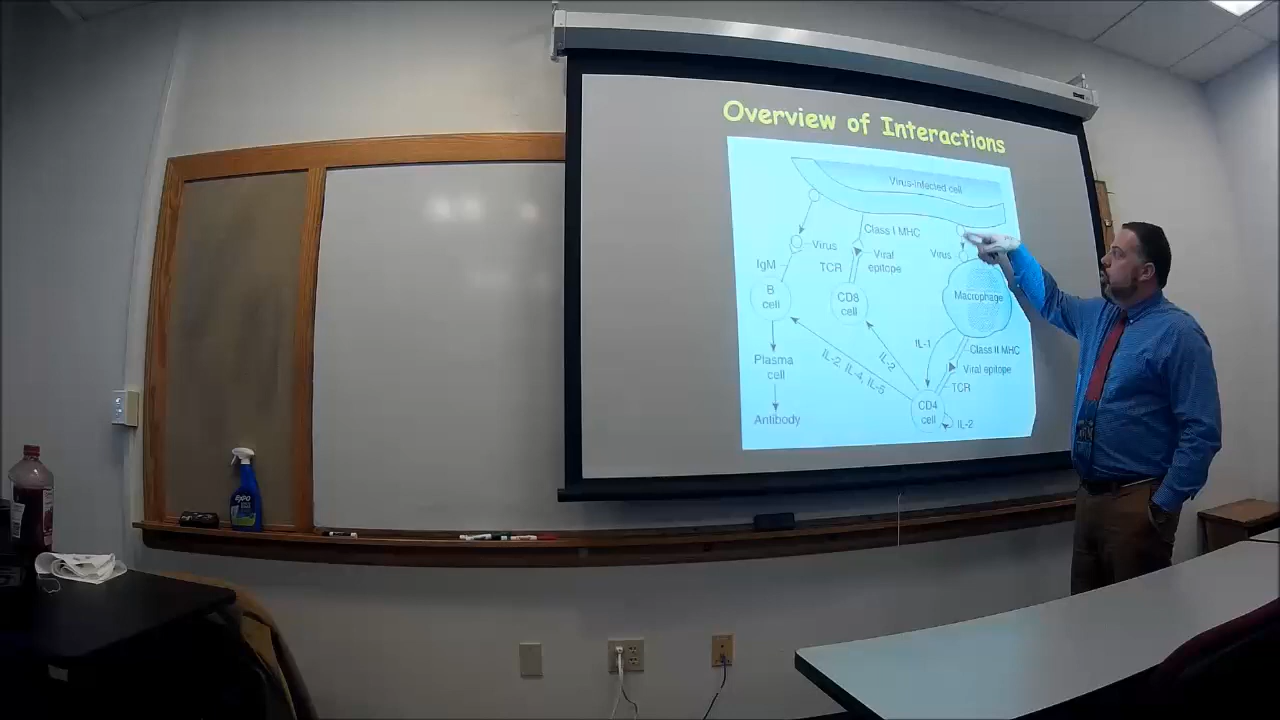 Overview of Interactions
Virus-infected cell
Class I MHC
Virus
Viral
epitope
Virus
IgM
TCR
B
cell
CD8
cell
Macrophage
IL-1
Class II MHC
IL-2
Viral epitope
Plasma
cell
IL-2, IL-4, IL-5
TCR
CD4
cell
Antibody
IL-2
EXPO